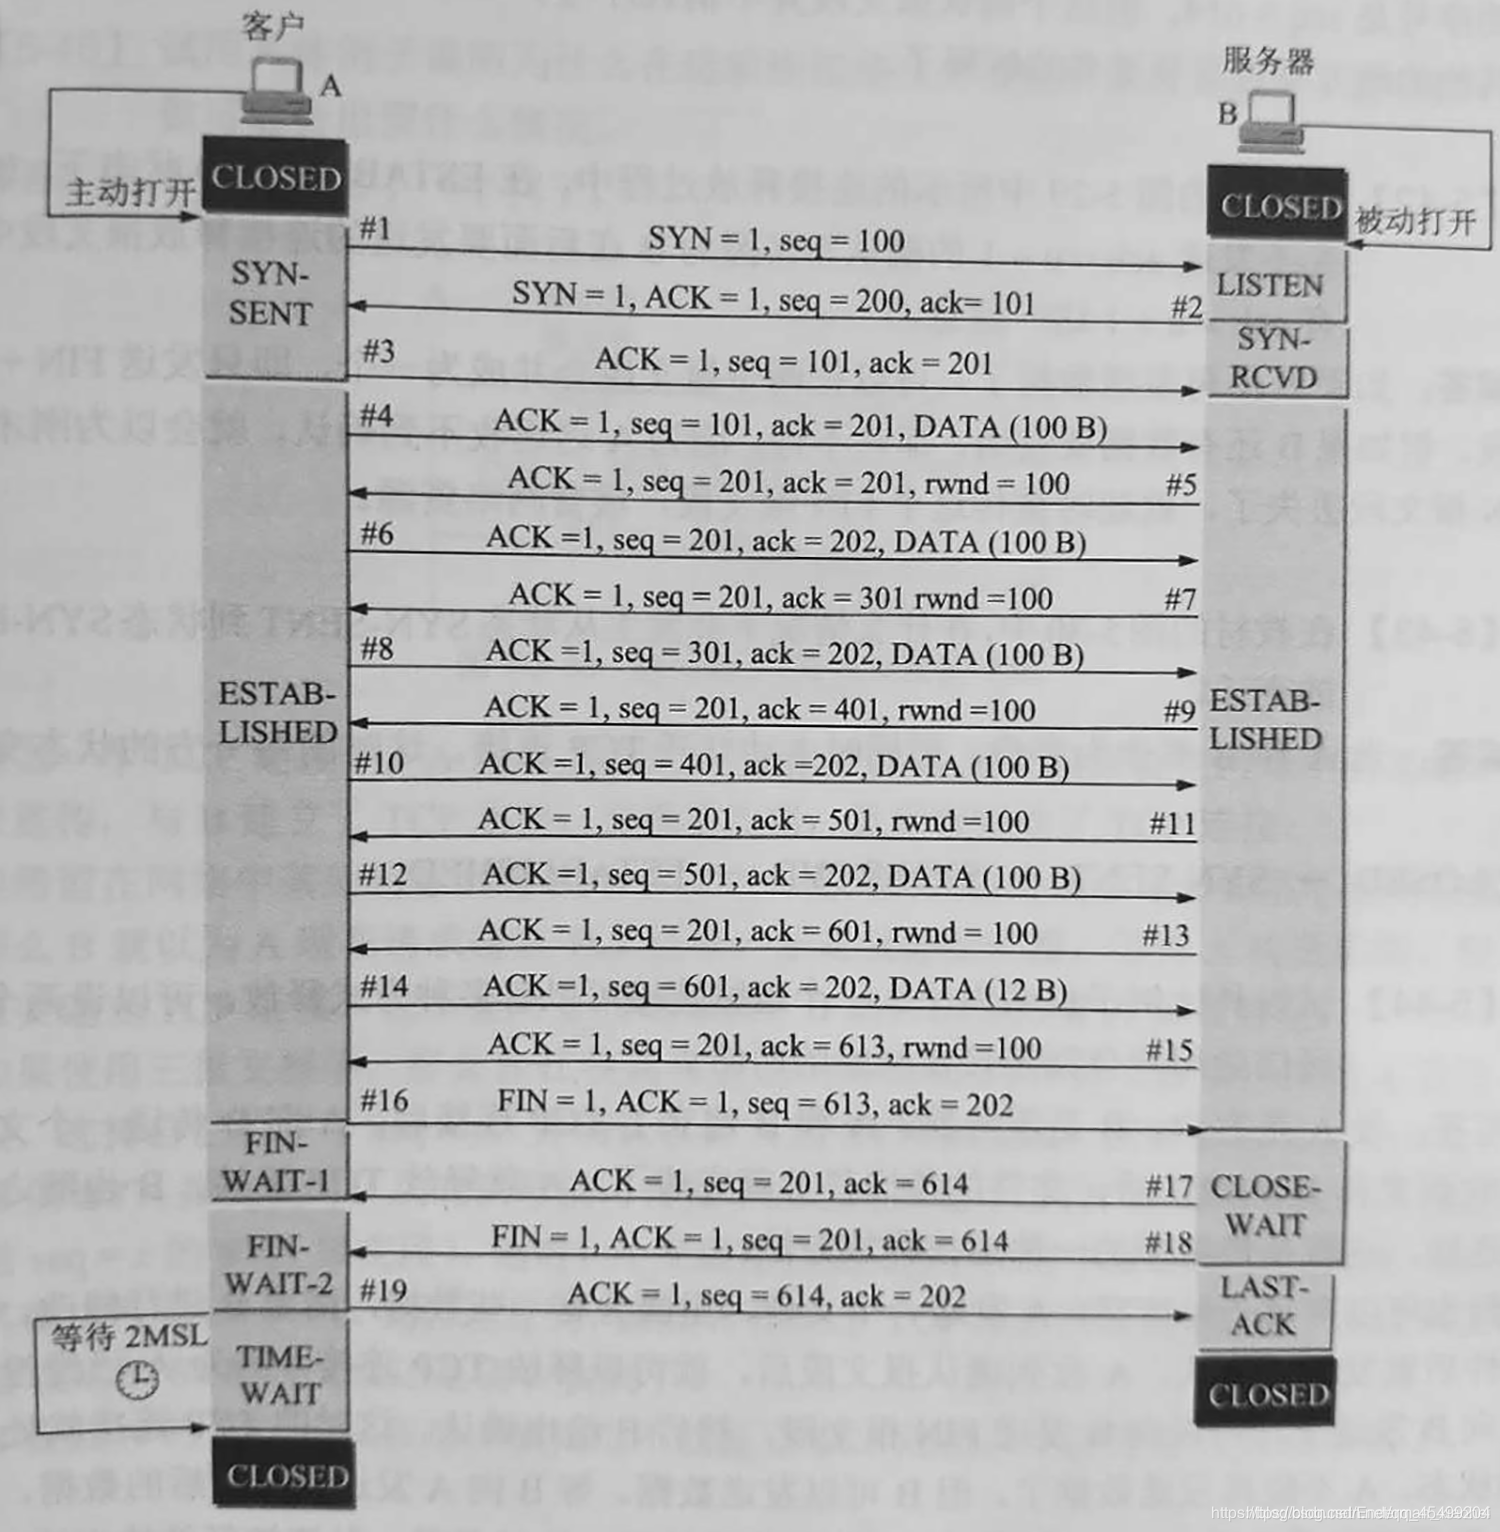 客户
A
服务器
B
CLOSED
CLOSED
主动打开
被动打开
#1
SYN = 1, seq = 100
SYN-
SENT
LISTEN
SYN = 1, ACK = 1, seq = 200, ack= 101
#2
SYN-
RCVD
#3
ACK = 1, seq = 101, ack = 201
#4
ACK = 1, seq = 101, ack = 201, DATA (100 B)
ACK = 1, seq = 201, ack = 201, rwnd = 100
#5
#6
ACK =1, seq = 201, ack = 202, DATA (100 B)
ACK = 1, seq = 201, ack = 301 rwnd =100
#7
#8
ACK =1, seq = 301, ack = 202, DATA (100 B)
ESTAB-
LISHED
ACK = 1, seq = 201, ack = 401, rwnd =100
#9
ESTAB-
LISHED
#10
ACK =1, seq = 401, ack =202, DATA (100 B)
ACK = 1, seq = 201, ack = 501, rwnd =100
#11
#12
ACK =1, seq = 501, ack = 202, DATA (100 B)
ACK = 1, seq = 201, ack = 601, rwnd = 100
#13
#14
ACK =1, seq = 601, ack = 202, DATA (12 B)
ACK = 1, seq = 201, ack = 613, rwnd =100
#15
#16
FIN = 1, ACK = 1, seq = 613, ack = 202
FIN-
WAIT-1
ACK = 1, seq = 201, ack = 614
#17
CLOSE-
WAIT
FIN = 1, ACK = 1, seq = 201, ack = 614
#18
FIN-
WAIT-2
#19
ACK = 1, seq = 614, ack = 202
LAST-
ACK
等待 2MSL
TIME-
WAIT
CLOSED
CLOSED